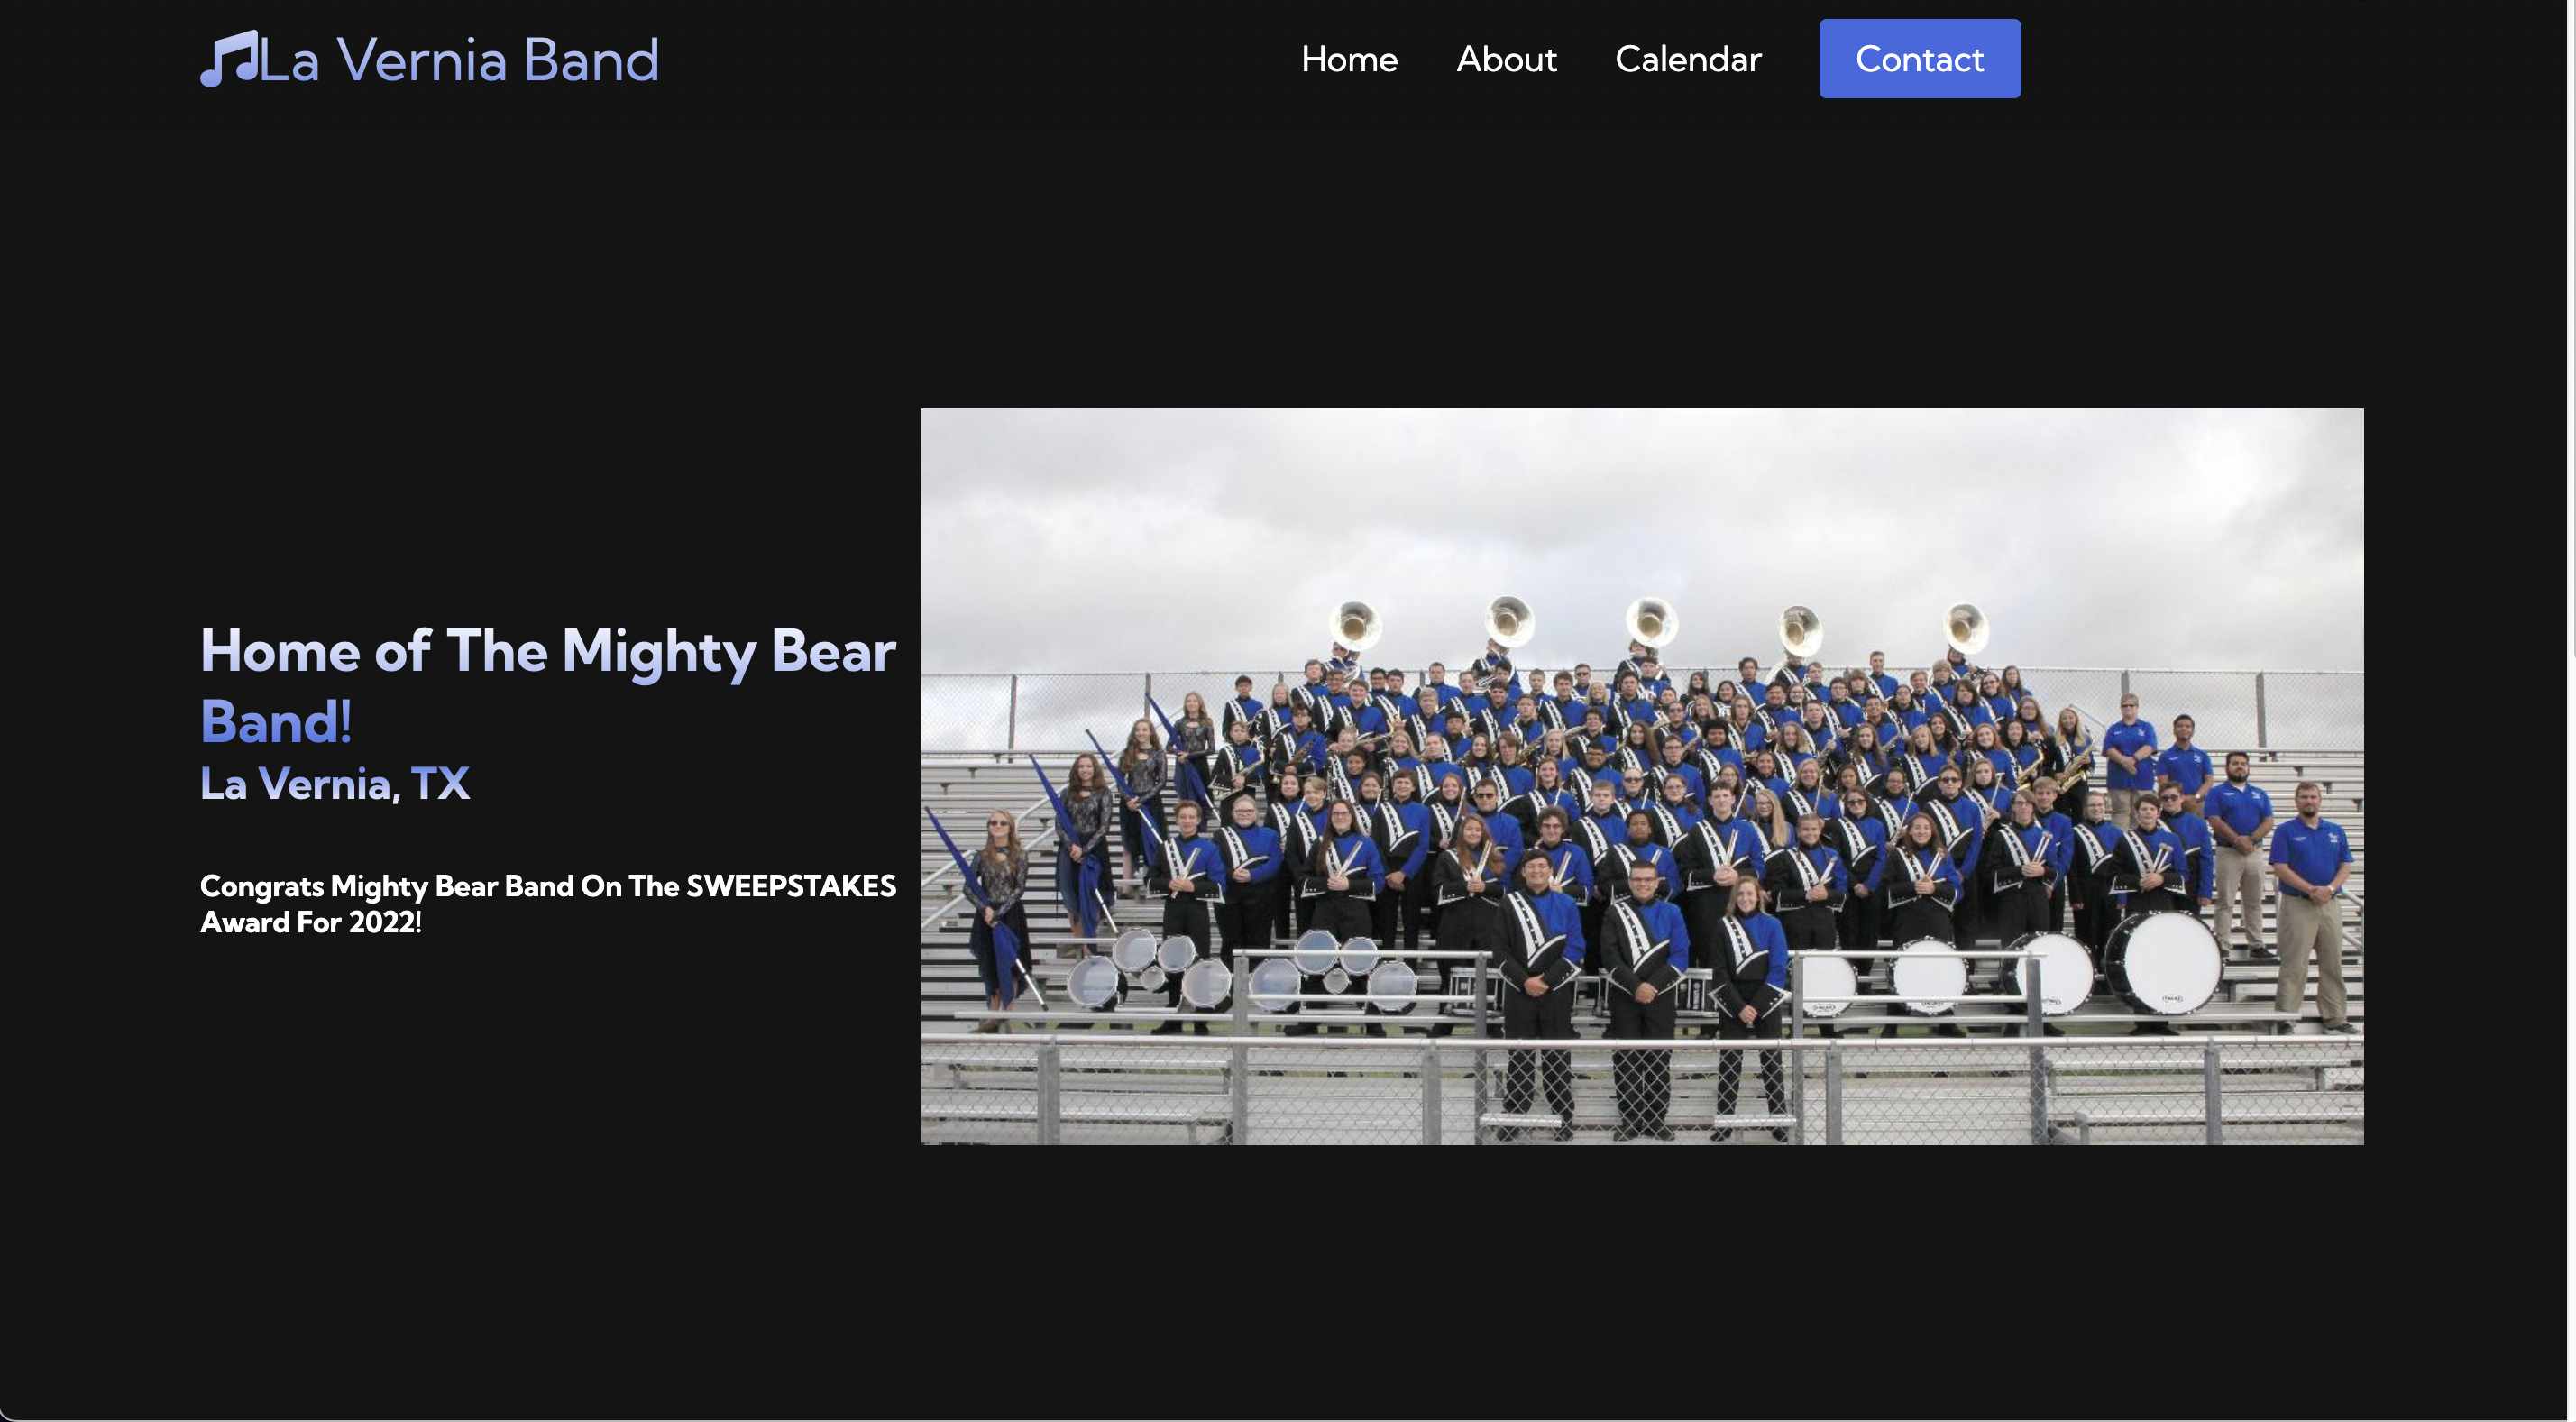 La Vernia Band
Home
About
Calendar
Contact
Home of The Mighty Bear
Band!
La Vernia, TX
Congrats Mighty Bear Band On The SWEEPSTAKES
Award For 2022!